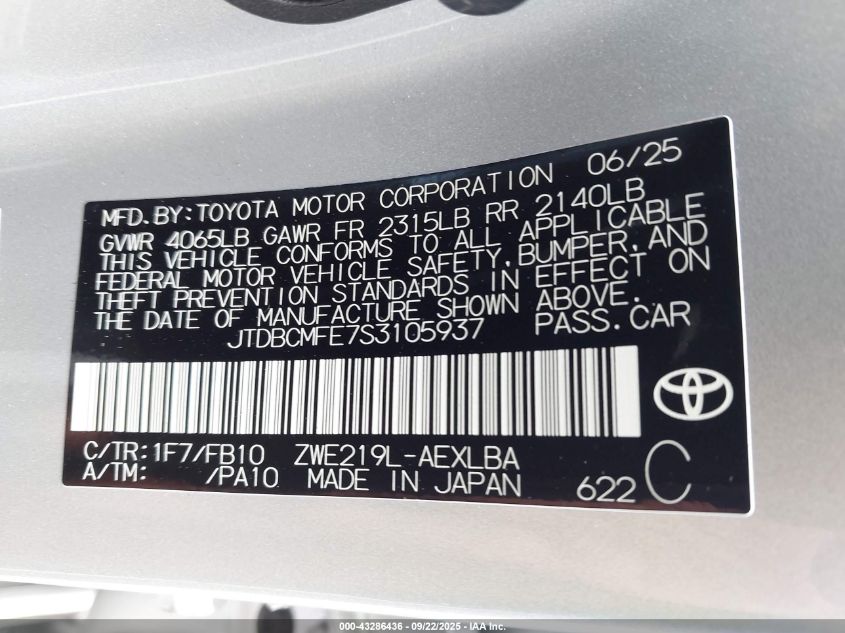 MFD. BY: TOYOTA MOTOR CORPORATION 06/25
GVWR 4065LB GAWR FR 2315LB RR 2140LB
THIS VEHICLE CONFORMS TO ALL APPLICABLE
FEDERAL MOTOR VEHICLE SAFETY, BUMPER, AND
THEFT PREVENTION STANDARDS IN EFFECT ON
THE DATE OF MANUFACTURE SHOWN ABOVE.
JTDBCMFE7S3105937 PASS. CAR
C/TR: 1F7/FB10 ZWE219L-AEXLBA
A/TM: /PA10 MADE IN JAPAN 622 C
000-43286436 - 09/22/2025 - IAA Inc.